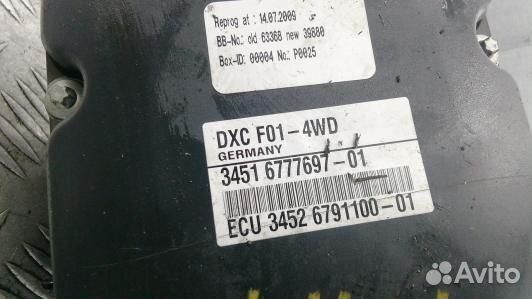 Reprog at : 14.07.2009
BB-No.: old 63368 new 39880
Box-ID: 00004 No.: P0025
DXC F01-4WD
GERMANY
3451 6777697-01
ECU 3452 6791100-01
Avito